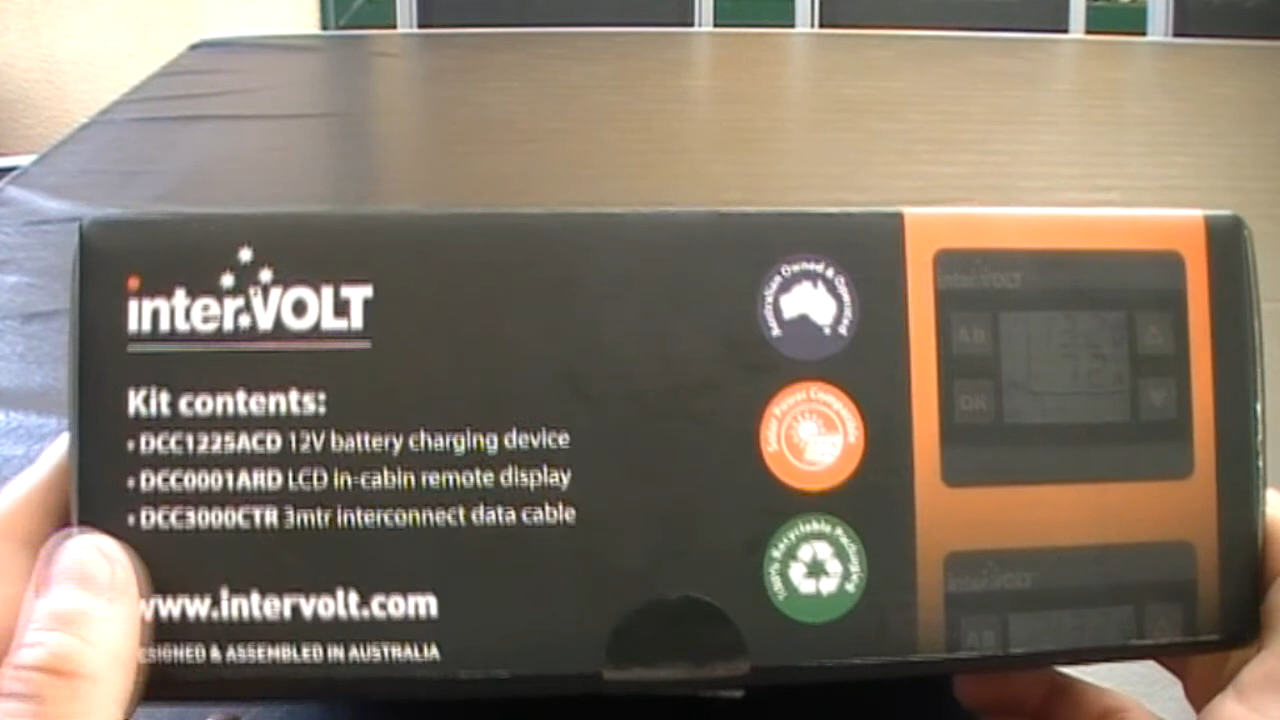 inter.VOLT
Kit contents:
• DCC1225ACD 12V battery charging device
• DCC0001ARD LCD in-cabin remote display
• DCC3000CTR 3mtr interconnect data cable
www.intervolt.com
DESIGNED & ASSEMBLED IN AUSTRALIA
Australian Owned & Operated
Solar Power Compatible
100% Recyclable Packaging
inter.VOLT
AB
OK
inter.VOLT
AB